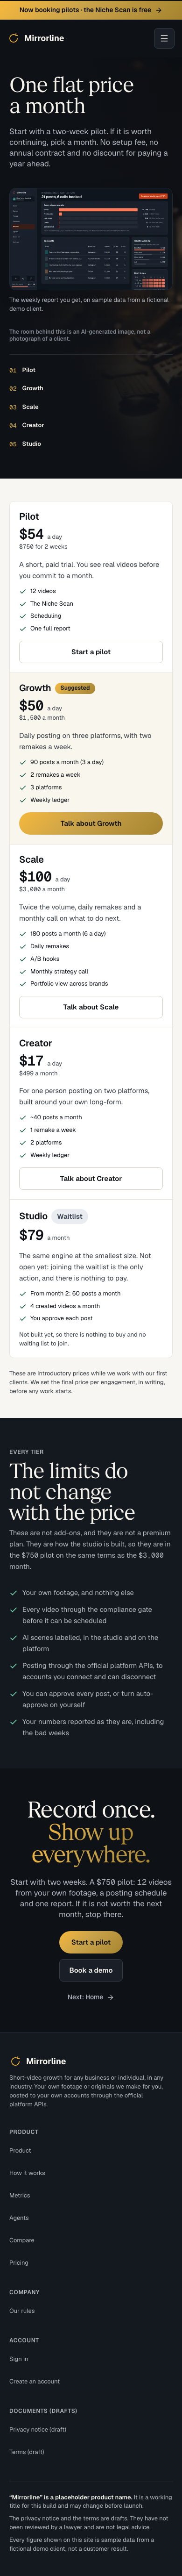 Now booking pilots · the Niche Scan is free →
Mirrorline
One flat price
a month
Start with a two-week pilot. If it is worth
continuing, pick a month. No setup fee, no
annual contract and no discount for paying a
year ahead.
The weekly report you get, on sample data from a fictional
demo client.
The room behind this is an AI-generated image, not a
photograph of a client.
01 Pilot
02 Growth
03 Scale
04 Creator
05 Studio
Pilot
$54 a day
$750 for 2 weeks
A short, paid trial. You see real videos before
you commit to a month.
12 videos
The Niche Scan
Scheduling
One full report
Start a pilot
Growth Suggested
$50 a day
$1,500 a month
Daily posting on three platforms, with two
remakes a week.
90 posts a month (3 a day)
2 remakes a week
3 platforms
Weekly ledger
Talk about Growth
Scale
$100 a day
$3,000 a month
Twice the volume, daily remakes and a
monthly call on what to do next.
180 posts a month (6 a day)
Daily remakes
A/B hooks
Monthly strategy call
Portfolio view across brands
Talk about Scale
Creator
$17 a day
$499 a month
For one person posting on two platforms,
built around your own long-form.
~40 posts a month
1 remake a week
2 platforms
Weekly ledger
Talk about Creator
Studio Waitlist
$79 a month
The same engine at the smallest size. Not
open yet: joining the waitlist is the only
action, and there is nothing to pay.
From month 2: 60 posts a month
4 created videos a month
You approve each post
Not built yet, so there is nothing to buy and no
waiting list to join.
These are introductory prices while we work with our first
clients. We set the final price per engagement, in writing,
before any work starts.
EVERY TIER
The limits do
not change
with the price
These are not add-ons, and they are not a premium
plan. They are how the studio is built, so they are in
the $750 pilot on the same terms as the $3,000
month.
Your own footage, and nothing else
Every video through the compliance gate
before it can be scheduled
AI scenes labelled, in the studio and on the
platform
Posting through the official platform APIs, to
accounts you connect and can disconnect
You can approve every post, or turn auto-
approve on yourself
Your numbers reported as they are, including
the bad weeks
Record once.
Show up
everywhere.
Start with two weeks. A $750 pilot: 12 videos
from your own footage, a posting schedule
and one report. If it is not worth the next
month, stop there.
Start a pilot
Book a demo
Next: Home →
Mirrorline
Short-video growth for any business or individual, in any
industry. Your own footage or originals we make for you,
posted to your own accounts through the official
platform APIs.
PRODUCT
Product
How it works
Metrics
Agents
Compare
Pricing
COMPANY
Our rules
ACCOUNT
Sign in
Create an account
DOCUMENTS (DRAFTS)
Privacy notice (draft)
Terms (draft)
"Mirrorline" is a placeholder product name. It is a working
title for this build and may change before launch.
The privacy notice and the terms are drafts. They have not
been reviewed by a lawyer and are not legal advice.
Every figure shown on this site is sample data from a
fictional demo client, not a customer result.